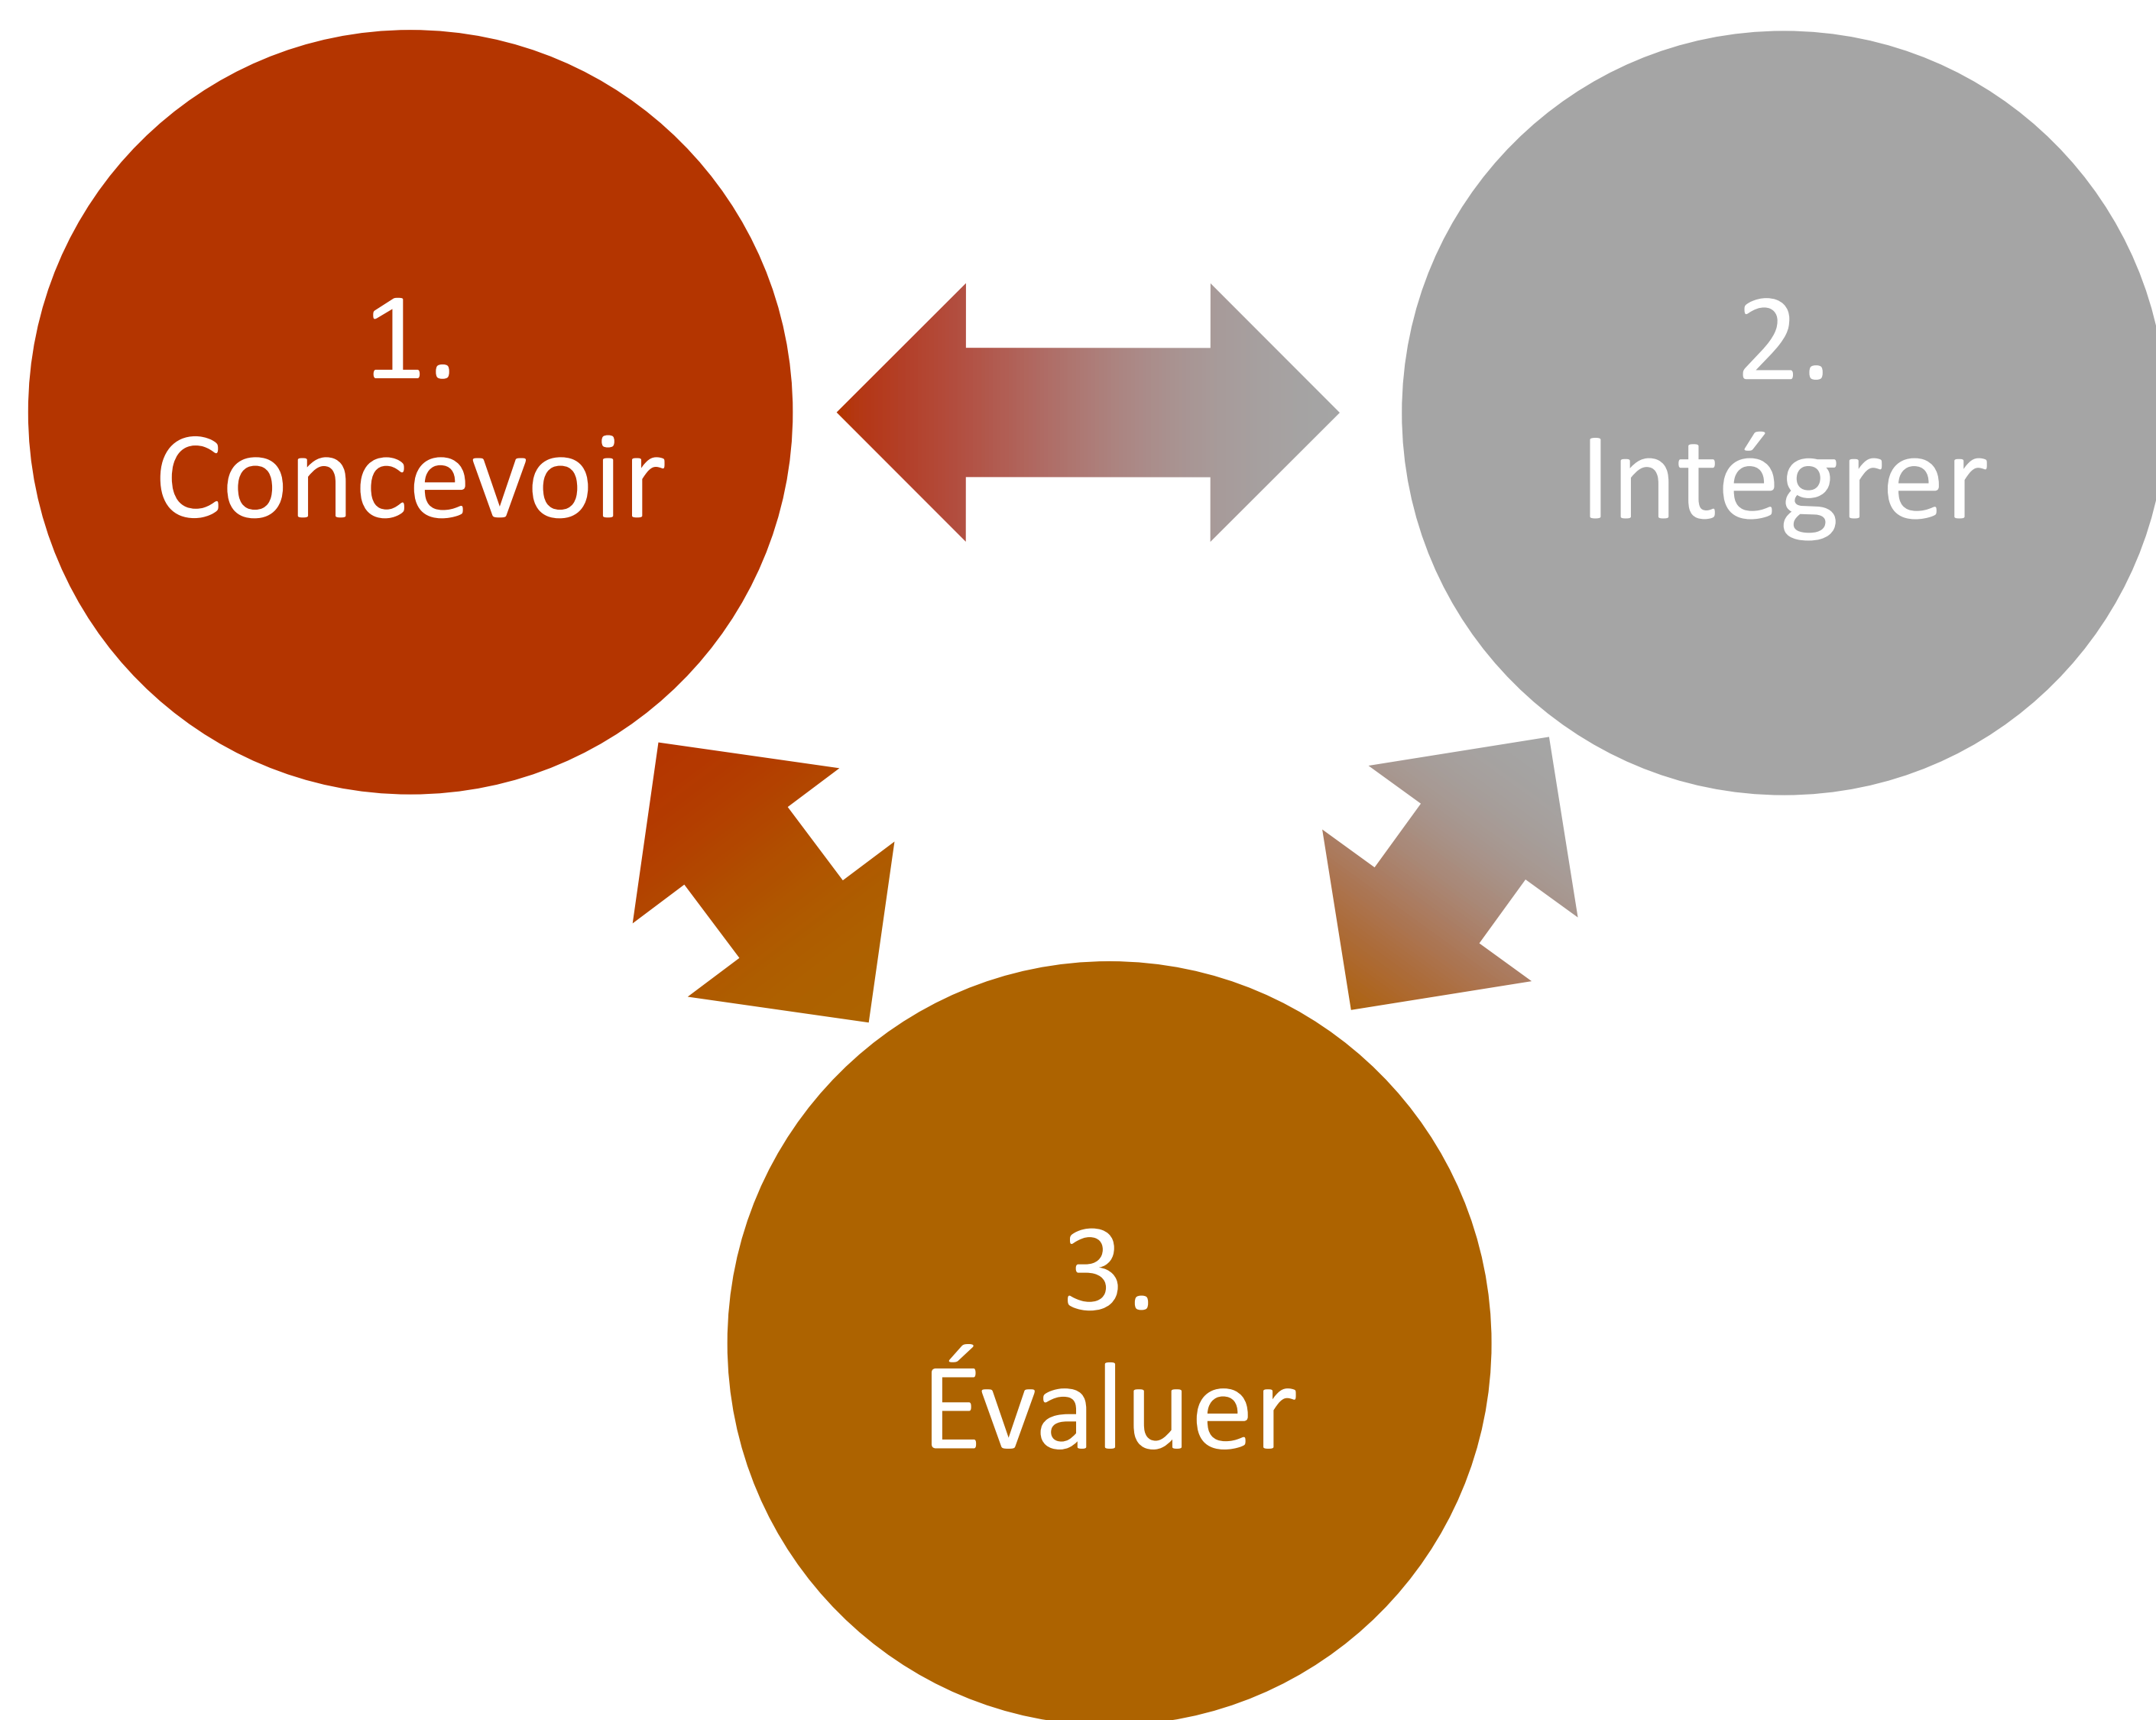 1.
Concevoir
2.
Intégrer
3.
Évaluer